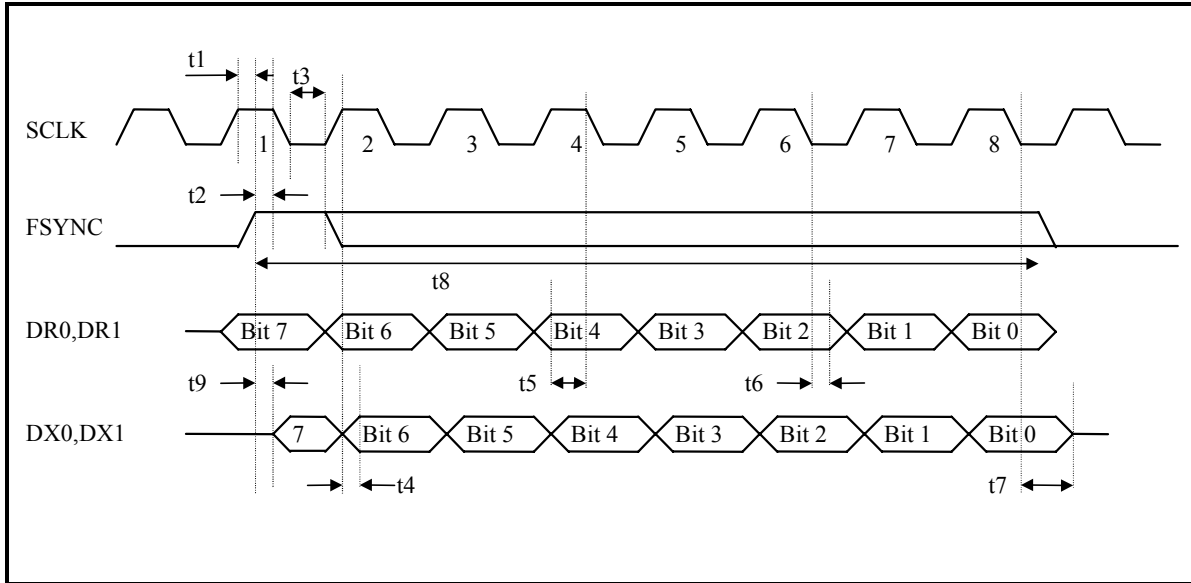 t1
t3
SCLK 1 2 3 4 5 6 7 8
t2
FSYNC
t8
DR0,DR1 Bit 7 Bit 6 Bit 5 Bit 4 Bit 3 Bit 2 Bit 1 Bit 0
t9 t5 t6
DX0,DX1 7 Bit 6 Bit 5 Bit 4 Bit 3 Bit 2 Bit 1 Bit 0
t4 t7